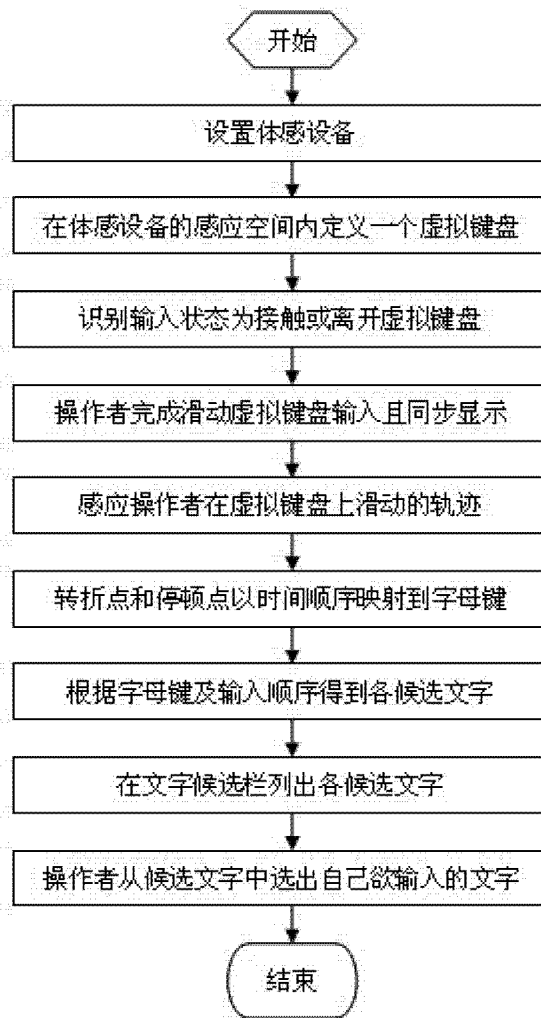 开始
设置体感设备
在体感设备的感应空间内定义一个虚拟键盘
识别输入状态为接触或离开虚拟键盘
操作者完成滑动虚拟键盘输入且同步显示
感应操作者在虚拟键盘上滑动的轨迹
转折点和停顿点以时间顺序映射到字母键
根据字母键及输入顺序得到各候选文字
在文字候选栏列出各候选文字
操作者从候选文字中选出自己欲输入的文字
结束